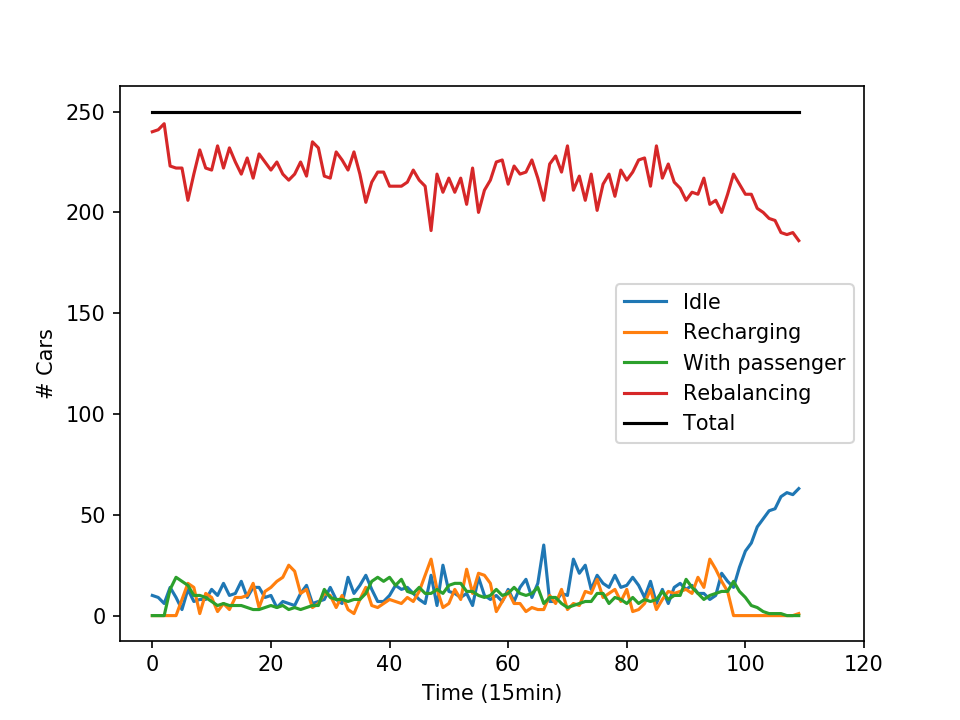 250
200
150
100
50
0
# Cars
Idle
Recharging
With passenger
Rebalancing
Total
0 20 40 60 80 100 120
Time (15min)